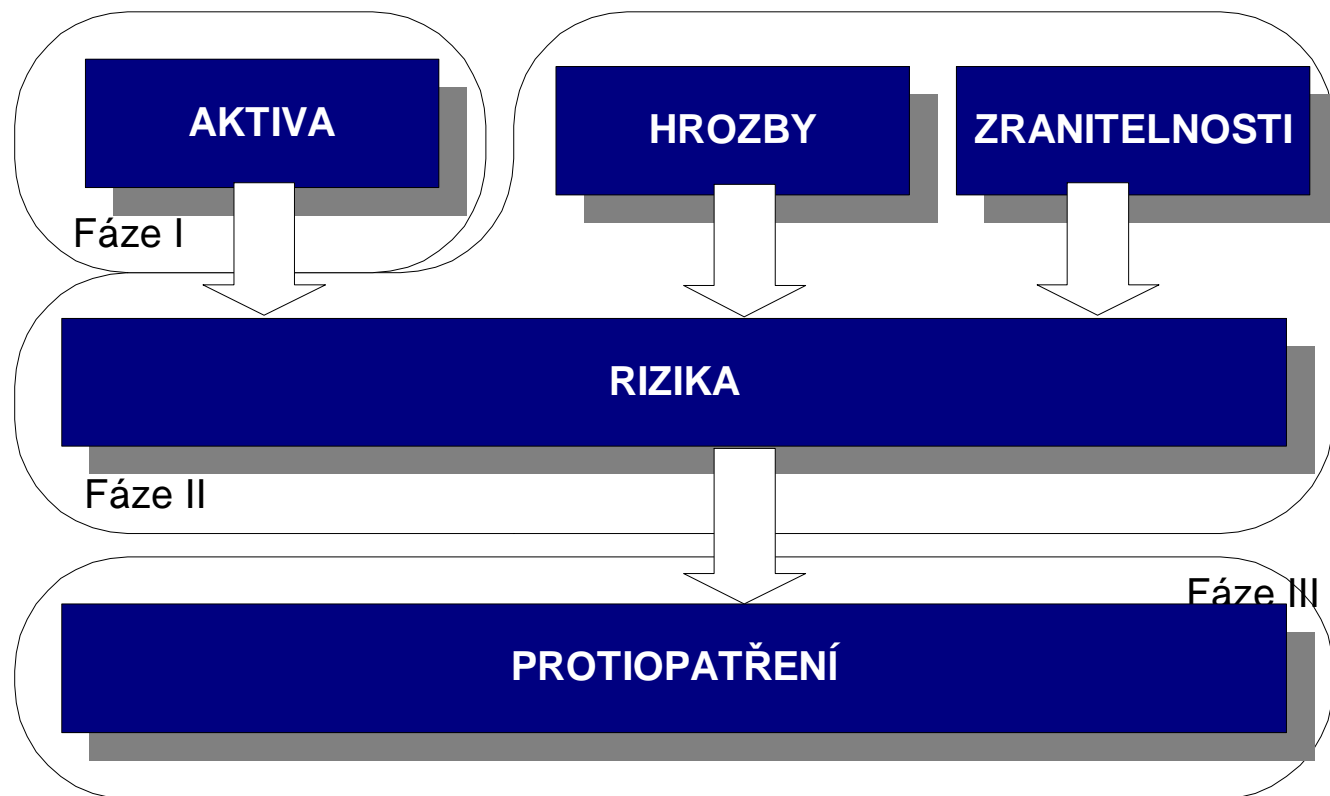 AKTIVA
HROZBY
ZRANITELNOSTI
Fáze I
RIZIKA
Fáze II
Fáze III
PROTIOPATŘENÍ